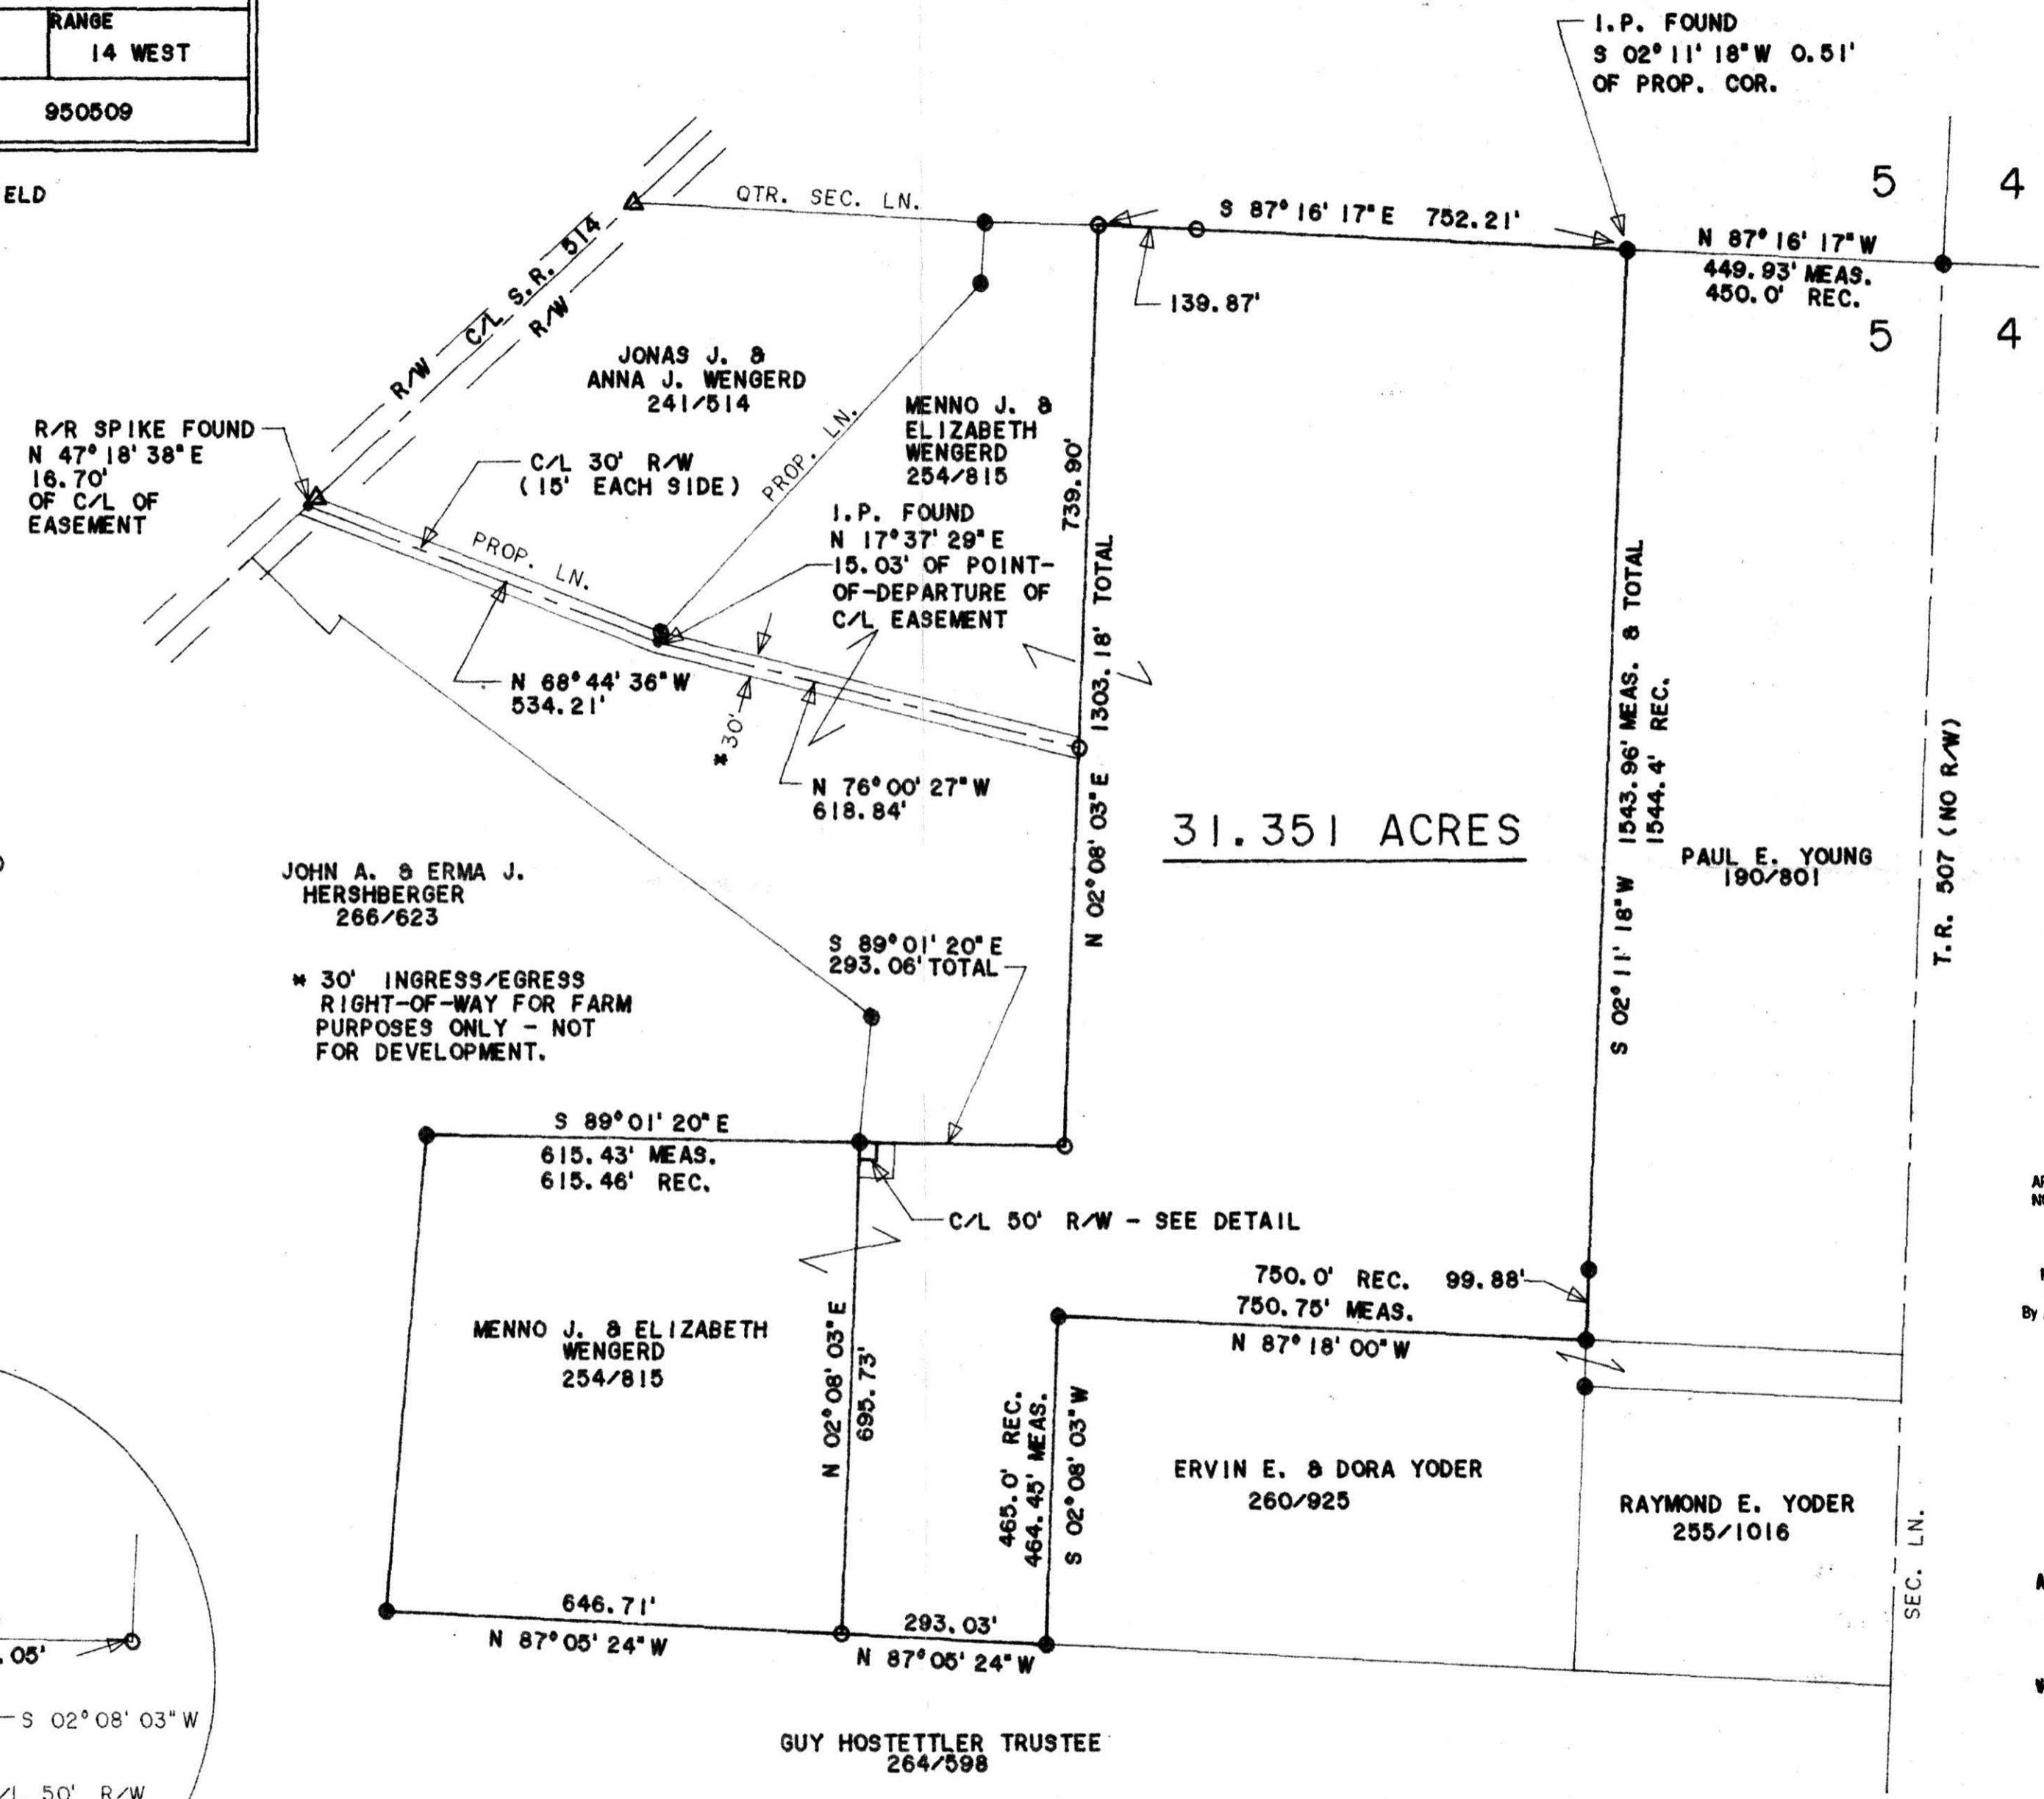 RANGE
14 WEST
950509
ELD
I.P. FOUND
S 02°11'18"W 0.51'
OF PROP. COR.
5
4
QTR. SEC. LN.
S 87°16'17"E 752.21'
N 87°16'17"W
449.93' MEAS.
450.0' REC.
139.87'
5
4
R/W
C/L
S.R. 514
R/W
JONAS J. &
ANNA J. WENGERD
241/514
R/R SPIKE FOUND
N 47°18'38"E
16.70'
OF C/L OF
EASEMENT
C/L 30' R/W
(15' EACH SIDE)
PROP. LN.
MENNO J. &
ELIZABETH
WENGERD
254/815
739.90'
PROP. LN.
I.P. FOUND
N 17°37'29"E
15.03' OF POINT-
OF-DEPARTURE OF
C/L EASEMENT
1303.18' TOTAL
N 68°44'36"W
534.21'
* 30'
N 76°00'27"W
618.84'
N 02°08'03"E
31.351 ACRES
S 02°11'18"W 1543.96' MEAS. & TOTAL
1544.4' REC.
PAUL E. YOUNG
190/801
T.R. 507 (NO R/W)
JOHN A. & ERMA J.
HERSHBERGER
266/623
S 89°01'20"E
293.06' TOTAL
* 30' INGRESS/EGRESS
RIGHT-OF-WAY FOR FARM
PURPOSES ONLY - NOT
FOR DEVELOPMENT.
S 89°01'20"E
615.43' MEAS.
615.46' REC.
C/L 50' R/W - SEE DETAIL
750.0' REC.
99.88'
750.75' MEAS.
N 87°18'00"W
By
MENNO J. & ELIZABETH
WENGERD
254/815
N 02°08'03"E
695.73'
465.0' REC.
464.45' MEAS.
S 02°08'03"W
ERVIN E. & DORA YODER
260/925
RAYMOND E. YODER
255/1016
SEC. LN.
646.71'
N 87°05'24"W
293.03'
N 87°05'24"W
.05'
S 02°08'03"W
/L 50' R/W
GUY HOSTETTLER TRUSTEE
264/598